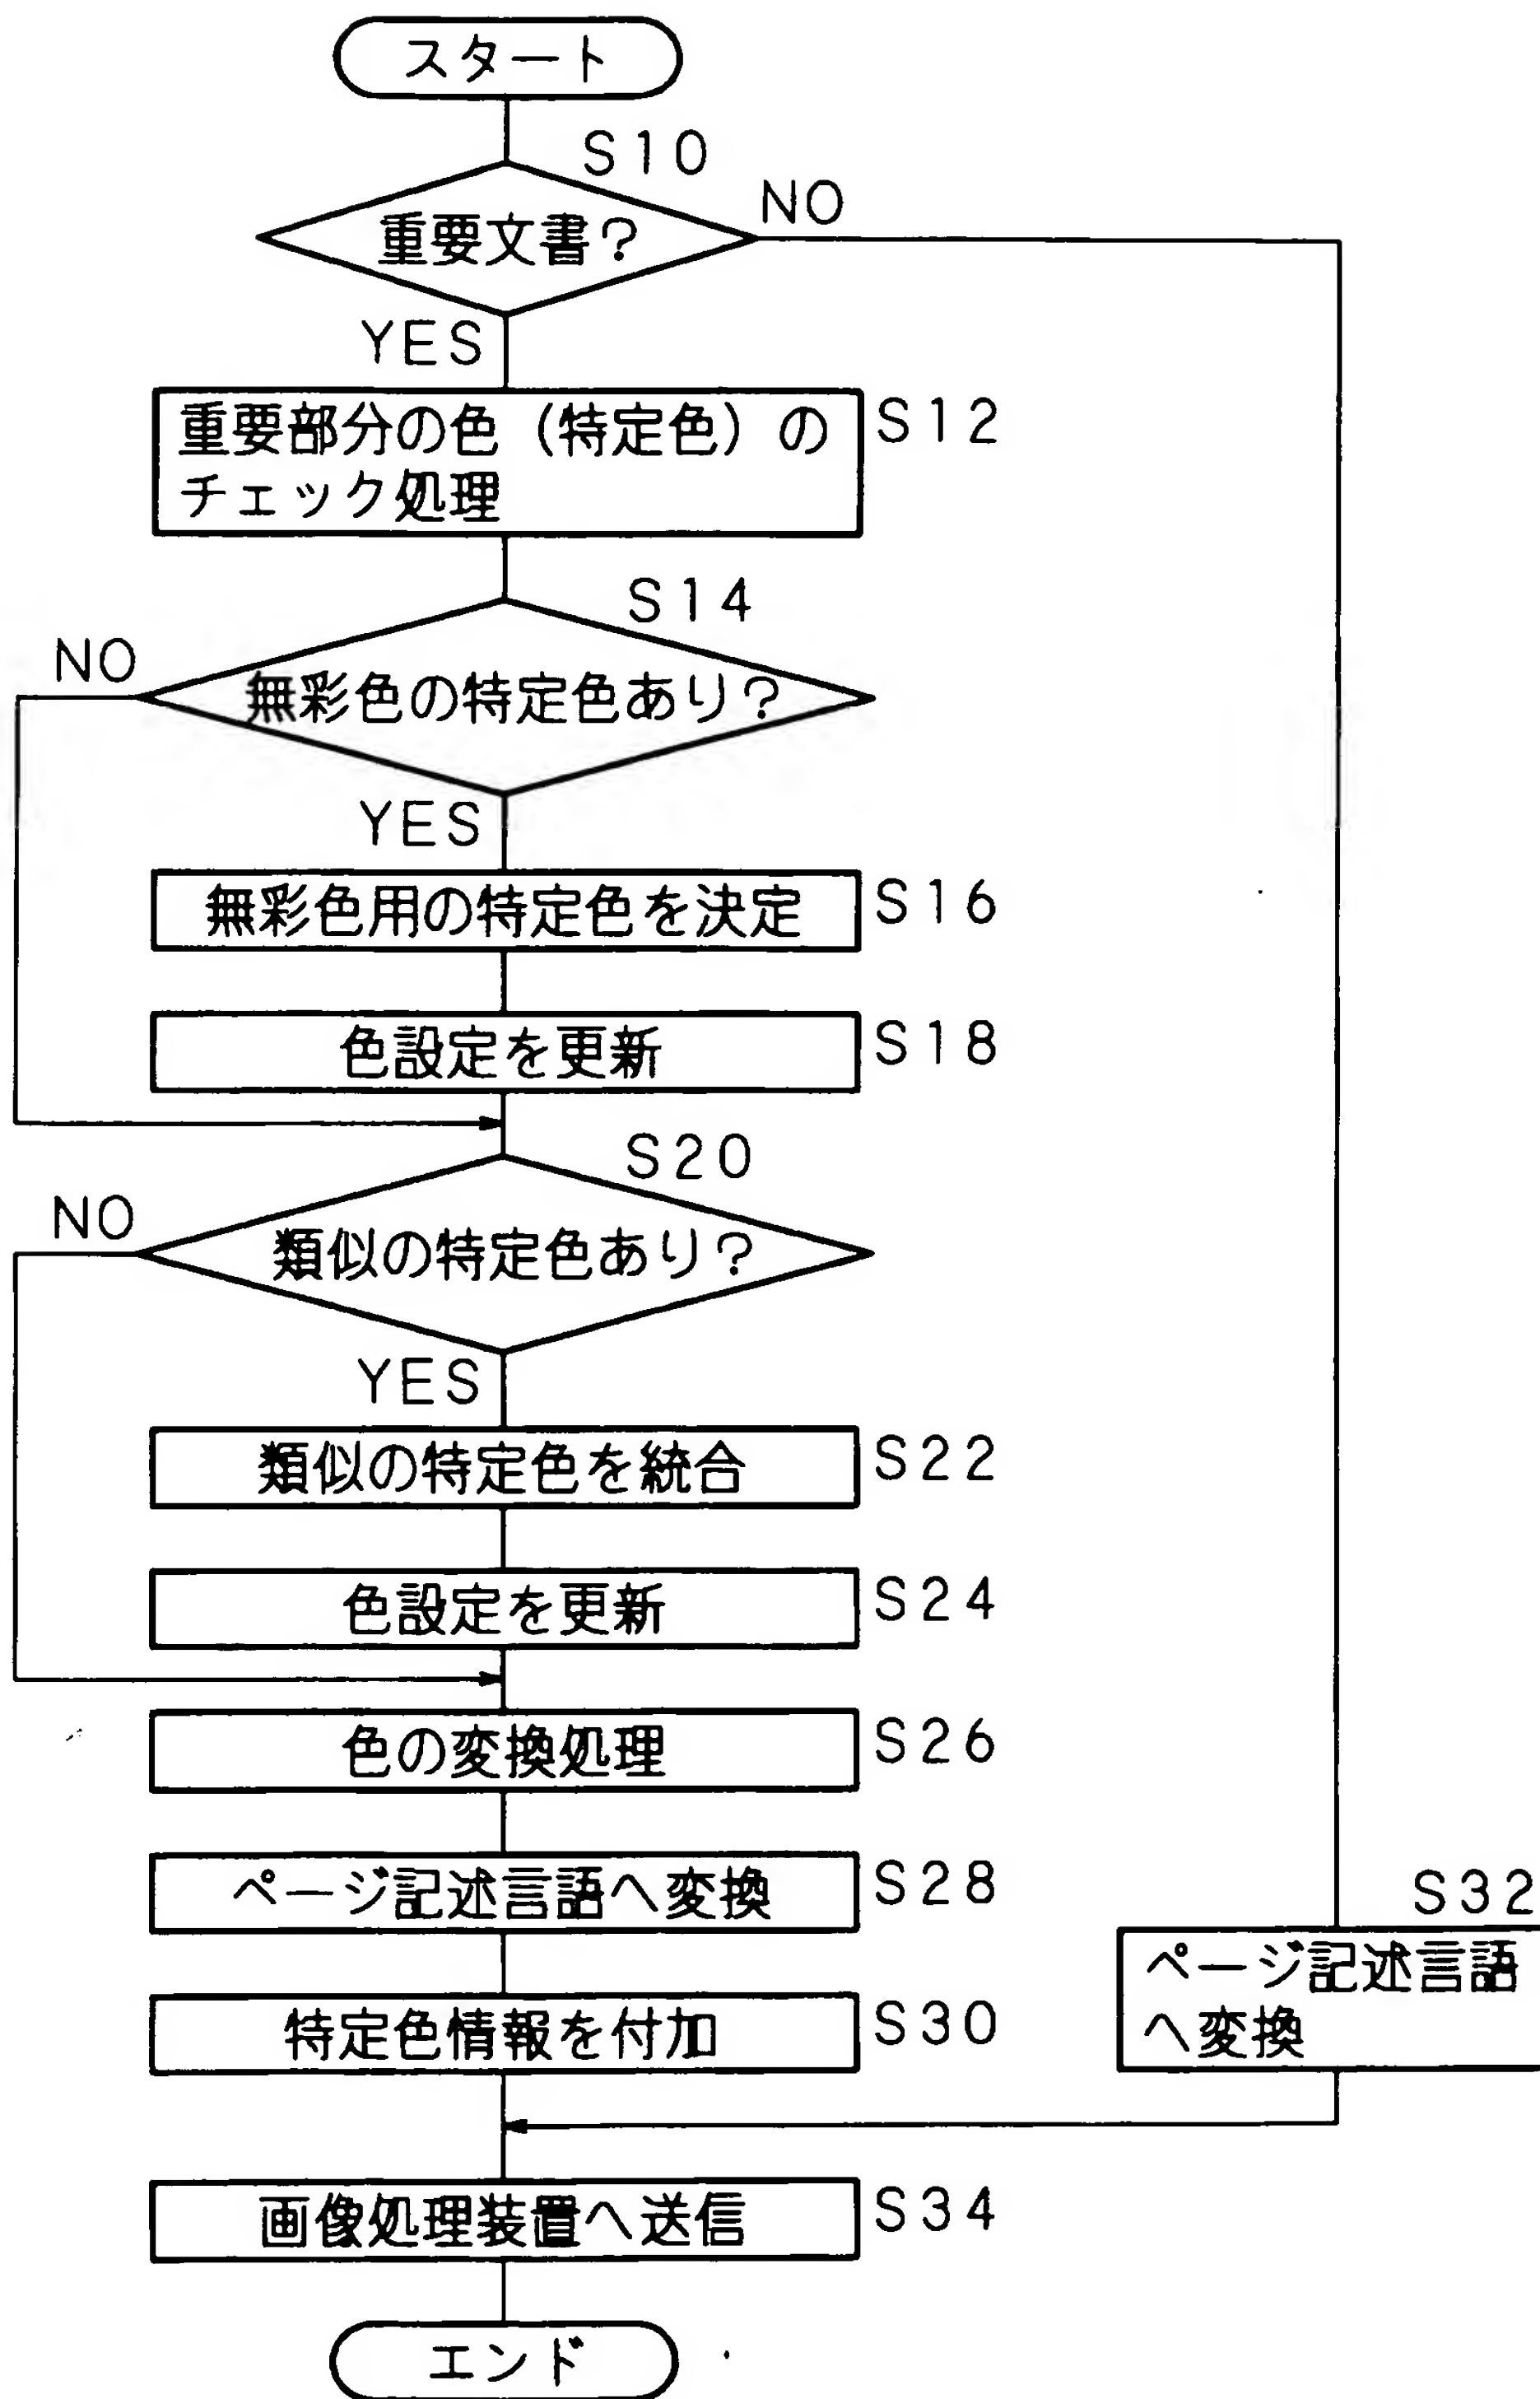 スタート
S10
重要文書?
NO
YES
重要部分の色(特定色)の
チェック処理
S12
S14
NO
無彩色の特定色あり?
YES
無彩色用の特定色を決定
S16
色設定を更新
S18
S20
NO
類似の特定色あり?
YES
類似の特定色を統合
S22
色設定を更新
S24
色の変換処理
S26
ページ記述言語へ変換
S28
S32
ページ記述言語
へ変換
特定色情報を付加
S30
画像処理装置へ送信
S34
エンド